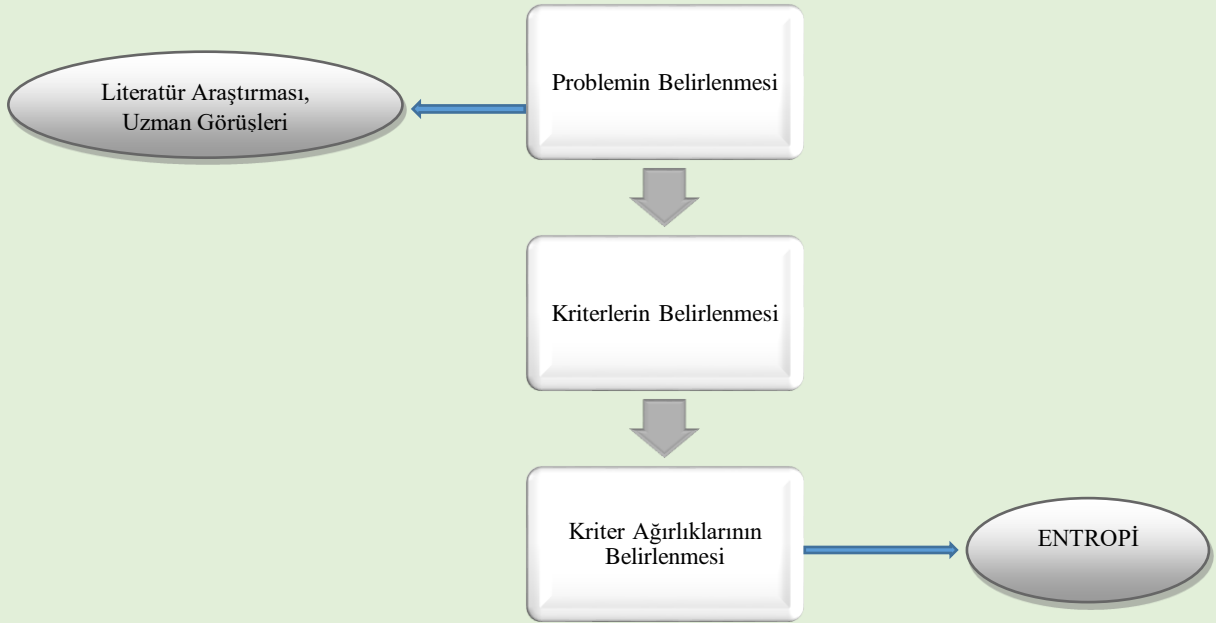 Problemin Belirlenmesi
Literatür Araştırması,
Uzman Görüşleri
Kriterlerin Belirlenmesi
Kriter Ağırlıklarının
Belirlenmesi
ENTROPİ